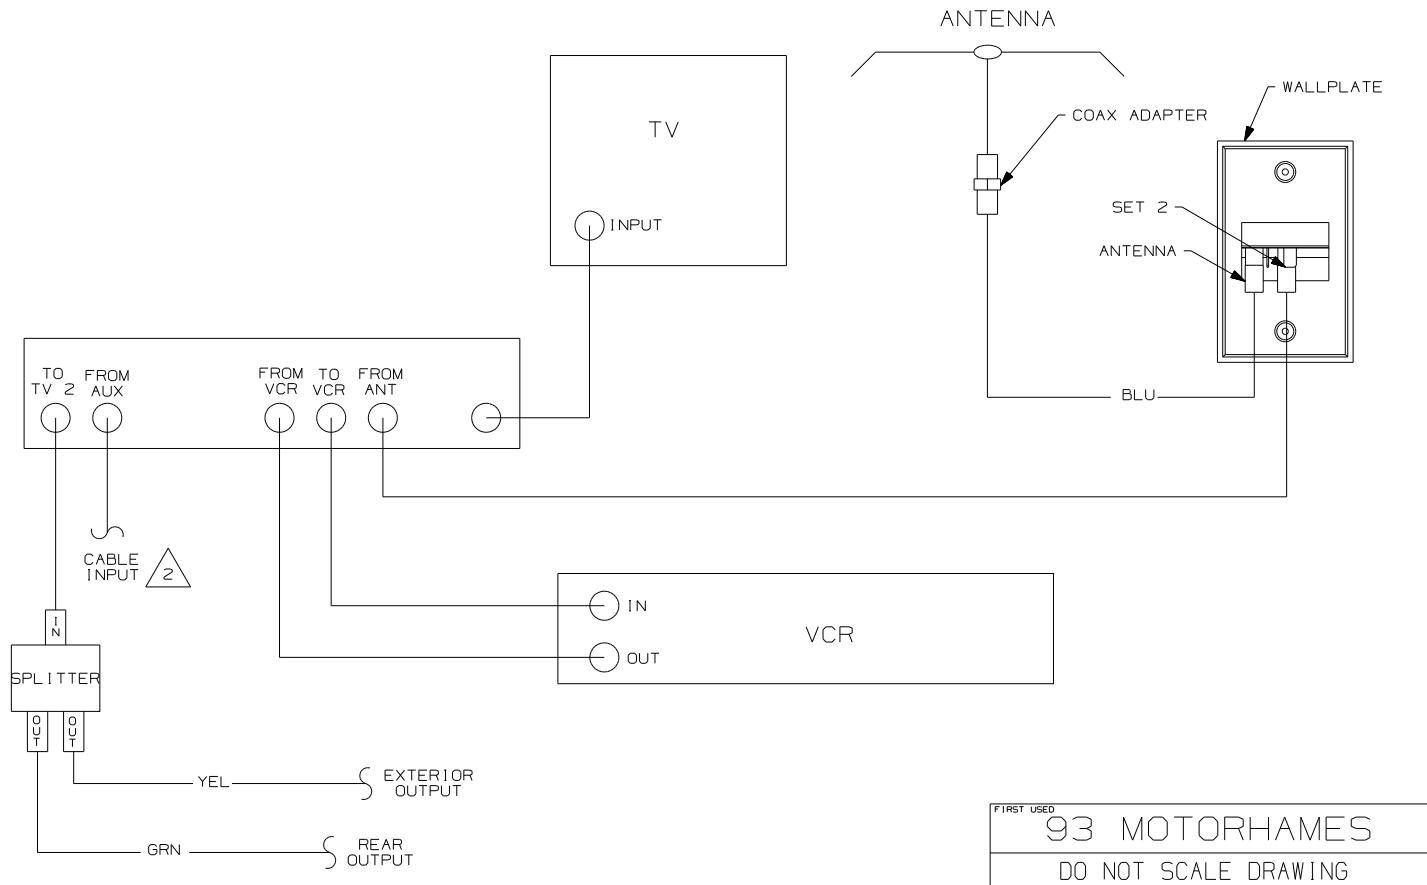 ANTENNA
WALLPLATE
COAX ADAPTER
TV
SET 2
INPUT
ANTENNA
TO
TV 2
FROM
AUX
FROM
VCR
TO
VCR
FROM
ANT
BLU
CABLE
INPUT
2
IN
IN
VCR
OUT
SPLITTER
OUT
OUT
YEL
EXTERIOR
OUTPUT
GRN
REAR
OUTPUT
FIRST USED
93 MOTORHAMES
DO NOT SCALE DRAWING